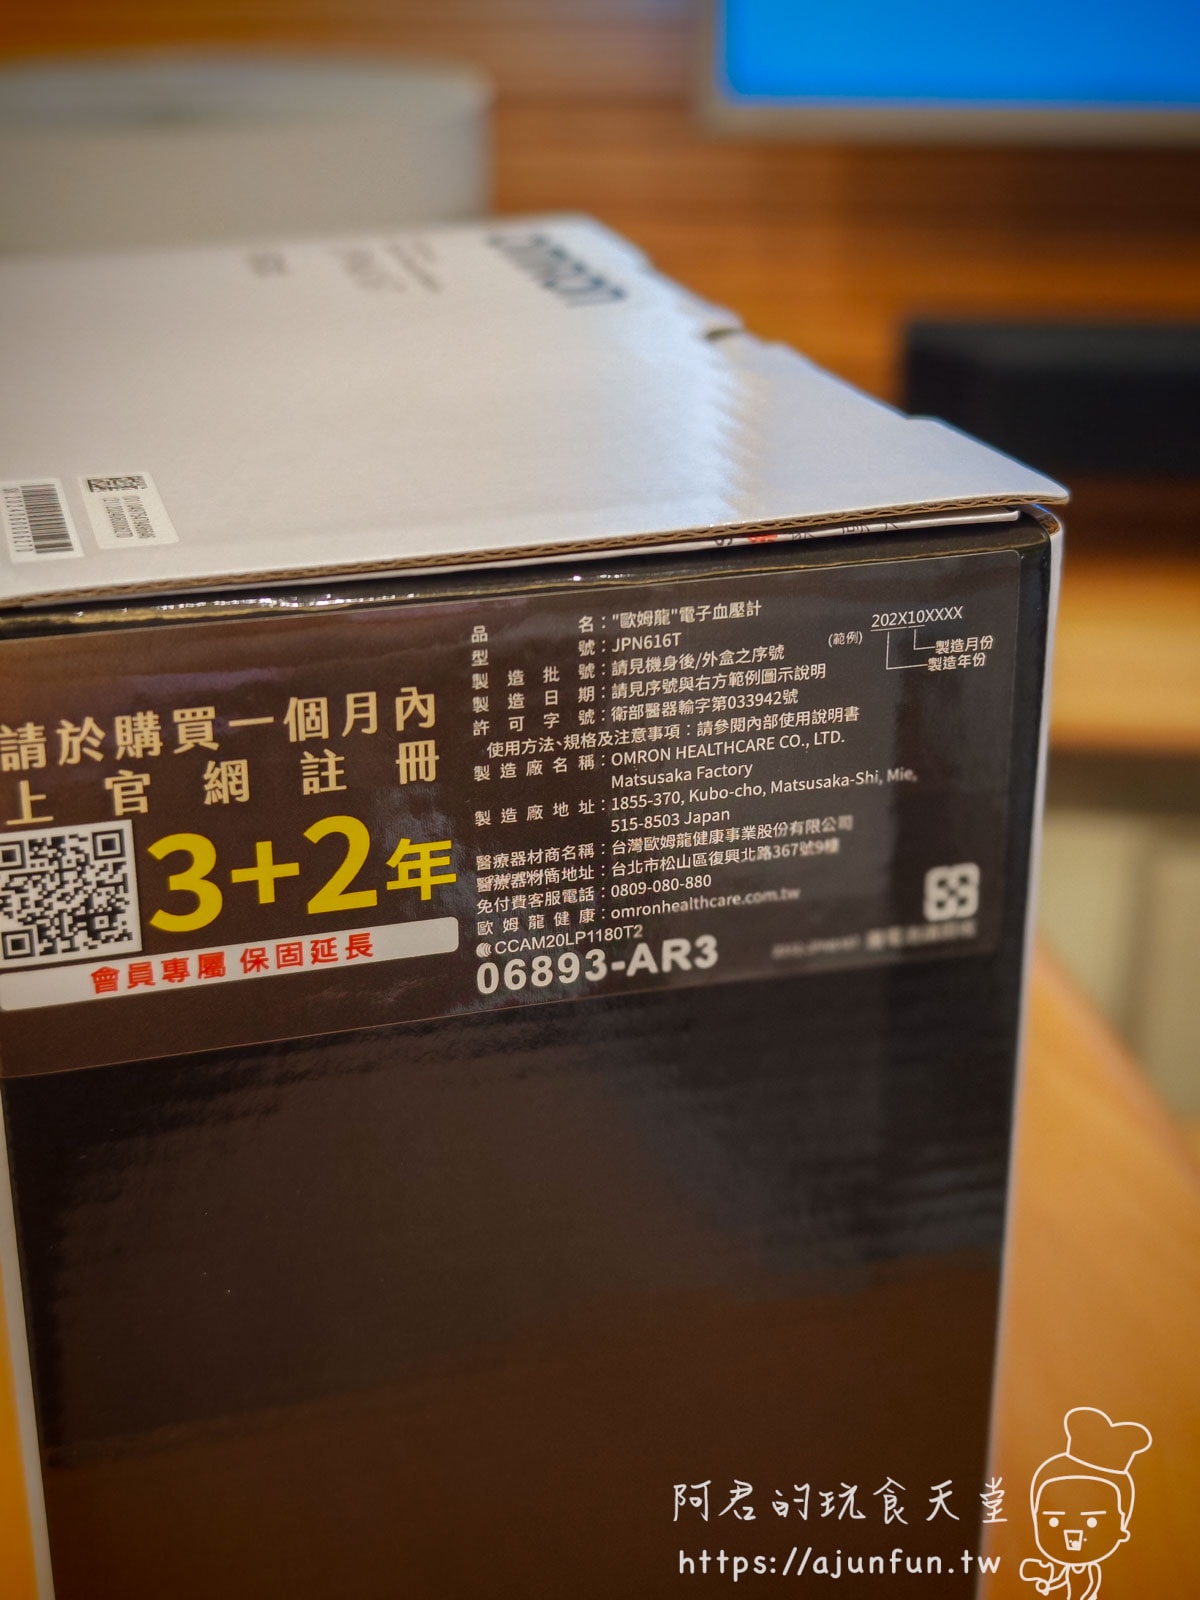 omron
請於購買一個月內
上官網註冊
3+2年
會員專屬 保固延長
品名："歐姆龍"電子血壓計
型號：JPN616T
製造批號：請見機身後/外盒之序號
製造日期：請見序號與右方範例圖示說明
許可字號：衛部醫器輸字第033942號
使用方法、規格及注意事項：請參閱內部使用說明書
製造廠名稱：OMRON HEALTHCARE CO., LTD.
Matsusaka Factory
製造廠地址：1855-370, Kubo-cho, Matsusaka-Shi, Mie,
515-8503 Japan
醫療器材商名稱：台灣歐姆龍健康事業股份有限公司
醫療器材商地址：台北市松山區復興北路367號9樓
免付費客服電話：0809-080-880
歐姆龍健康：omronhealthcare.com.tw
CCAM20LP1180T2
06893-AR3
(範例) 202X10XXXX
製造月份
製造年份
阿君的玩食天堂
https://ajunfun.tw